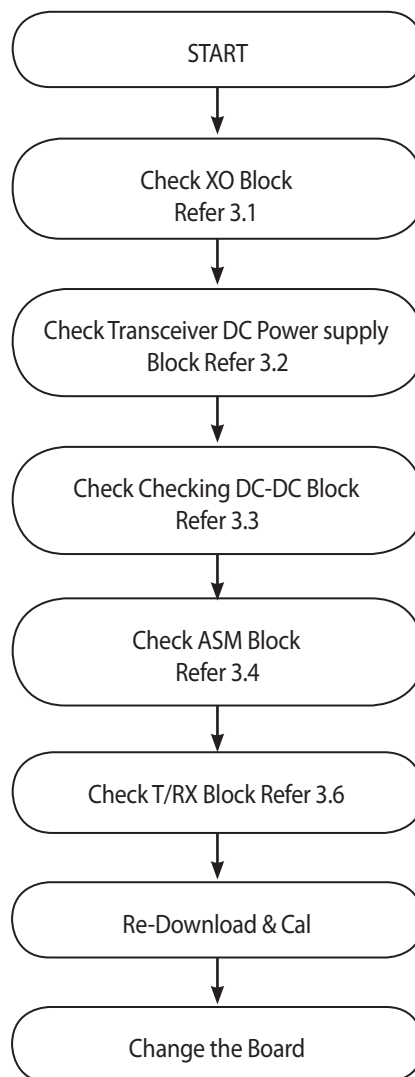 START
Check XO Block
Refer 3.1
Check Transceiver DC Power supply
Block Refer 3.2
Check Checking DC-DC Block
Refer 3.3
Check ASM Block
Refer 3.4
Check T/RX Block Refer 3.6
Re-Download & Cal
Change the Board